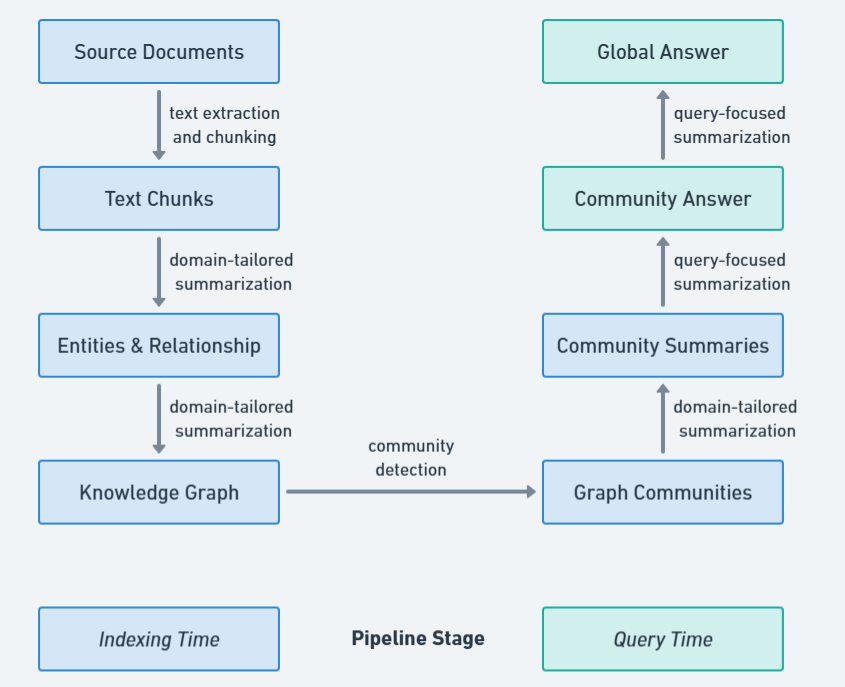 Source Documents
text extraction
and chunking
Text Chunks
domain-tailored
summarization
Entities & Relationship
domain-tailored
summarization
Knowledge Graph
community
detection
Graph Communities
domain-tailored
summarization
Community Summaries
query-focused
summarization
Community Answer
query-focused
summarization
Global Answer
Indexing Time
Pipeline Stage
Query Time